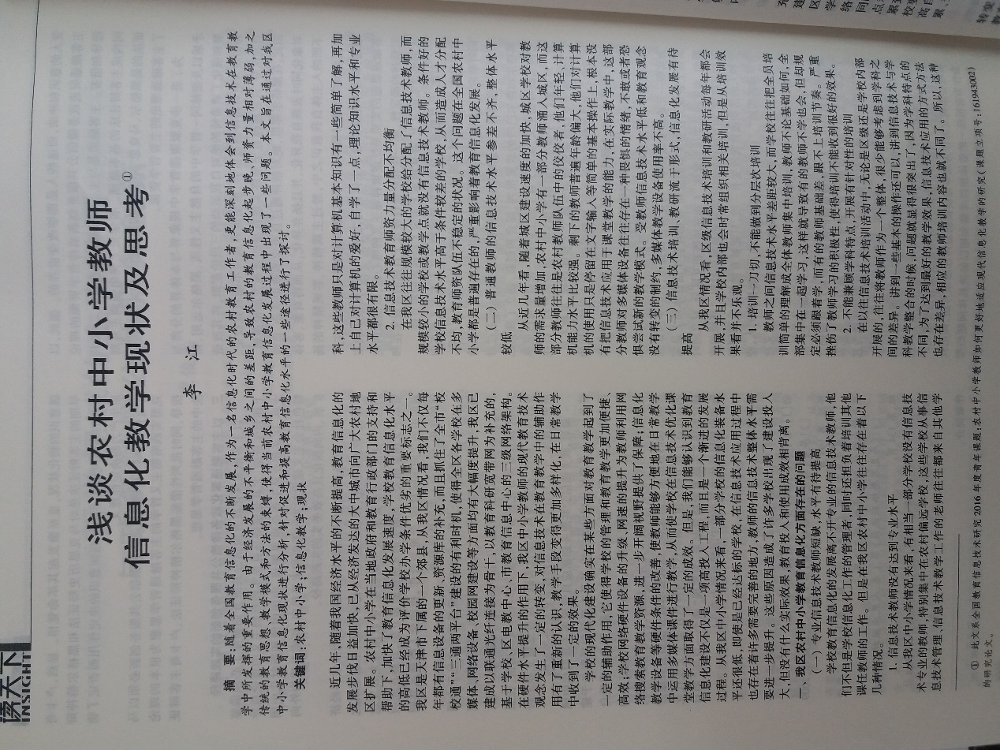 读天下
INSIGHT
浅谈农村中小学教师
信息化教学现状及思考①
李 江
摘 要:随着全国教育信息化的不断发展,作为一名信息化时代的农村教育工作者,更能深刻地体会到信息技术在教育教
学中所发挥的重要作用。由于经济发展的不平衡和城乡之间的差距,导致农村的教育信息化起步晚,师资力量相对薄弱,加之
传统的教育思想、教学模式和方法的束缚,使得当前农村中小学教育信息化发展过程中出现了一些问题。本文旨在通过对我区
中小学教育信息化现状进行分析,针对促进和提高教育信息化水平的一些途径进行了探讨。
关键词:农村中小学;信息化教学;现状
近几年,随着我国经济水平的不断提高,教育信息化的
发展步伐日益加快,已从经济发达的大中城市向广大农村地
区扩展。农村中小学在当地政府和教育行政部门的支持和
帮助下,加快了教育信息化发展速度,学校教育信息化水平
的高低已经成为评价学校办学条件优劣的重要标志之一。
我区是天津市下属的一个郊县,从我区情况看,我们不仅每
年都有信息设备的更新、资源库的补充,而且抓住了全市“校
校通”“三通两平台”建设的有利时机,使得全区各学校在多
媒体、网络设备、校园网建设等方面均有大幅度提升,我区已
建成以联通光纤连接为骨干,以教育科研宽带网为补充的,
基于学校、区电教中心、市教育信息中心的三级网络架构。
在硬件水平提升的作用下,我区中小学教师的现代教育技术
观念发生了一定的转变,对信息技术在教育教学中的辅助作
用有了重新的认识,教学手段变得更加多样化,在日常教学
中收到了一定的效果。
学校的现代化建设确实在某些方面对教育教学起到了
一定的辅助作用,它使得学校的管理和教育教学更加便捷、
高效;学校网络硬件设备的升级、网速的提升为教师利用网
络搜索教育教学资源,进一步开阔视野提供了保障;信息化
教学设备等硬件条件的改善,使教师能够方便地在日常教学
中运用多媒体课件进行教学,从而使学校在信息技术优化课
堂教学方面取得了一定的成效。但是,我们能够认识到教育
信息化建设不仅是一项高投入工程,而且是一个渐进的发展
过程。从我区中小学情况来看,一部分学校的信息化装备水
平还很低,即使是已经达标的学校,在信息技术应用过程中
也存在着许多需要完善的地方,教师的信息技术整体水平需
要进一步提升。这些原因造成了许多学校出现了建设投入
大,但没有什么实际效果,教育投入和使用成效相背离。
一、我区农村中小学教育信息化方面存在的问题
(一)专业信息技术教师短缺,水平有待提高
学校教育信息化的发展离不开专业的信息技术教师,他
们不但是学校信息化工作的管理者,同时还担负着培训其他
课任教师的工作。但是在我区农村中小学往往存在着以下
几种情况。
1. 信息技术教师没有达到专业水平
从我区中小学情况来看,有相当一部分学校没有信息技
术专业的教师,特别集中在农村偏远学校,这些学校从事信
息技术管理、信息技术教学工作的老师往往都来自其他学
科,这些教师只是对计算机基本知识有一些简单了解,再加
上自己对计算机的爱好,自学了一点,理论知识水平和专业
水平都很有限。
2. 信息技术教育师资力量分配不均衡
在我区往往规模较大的学校给分配了信息技术教师,而
规模较小的学校或教学点就没有信息技术教师。条件好的
学校信息技术水平高于条件较差的学校,从而造成人才分配
不均,教育师资队伍不稳定的状况。这个问题在全国农村中
小学都是普遍存在的,严重影响着教育信息化发展。
(二)普通教师的信息技术水平参差不齐,整体水平
较低
从近几年看,随着城区建设速度的加快,城区学校对教
师的需求量增加,农村中小学有一部分教师涌入城区,而这
部分教师往往是农村教师队伍中的佼佼者,他们年轻,计算
机能力水平比较强。剩下的教师普遍年龄偏大,他们对计算
机的使用只是停留在文字输入等简单的基本操作上,根本没
有把信息技术应用于课堂教学的能力,在实际教学中,这部
分教师对多媒体设备往往存在一种畏惧的情绪,不敢或者恐
惧尝试新的教学模式。受教师信息技术水平低和教育观念
没有转变的制约,多媒体教学设备使用率不高。
(三)信息技术培训、教研流于形式,信息化发展有待
提高
从我区情况看,区级信息技术培训和教研活动每年都会
开展,并且学校内部也会时常组织相关培训,但是从培训效
果看并不乐观。
1. 培训一刀切,不能做到分层次培训
教师之间信息技术水平差距较大,而学校往往把全员培
训简单的理解成全体教师集中培训,教师不论基础如何,全
部集中在一起学习,这样就导致有的教师不学也会,但却规
定必须跟着学,而有的教师基础差,跟不上培训节奏。严重
挫伤了教师学习的积极性,使得培训不能收到很好的效果。
2. 不能兼顾学科特点,开展有针对性的培训
在以往信息技术培训活动中,无论是区级还是学校内部
开展的,往往将教师作为一个整体,很少能够考虑到学科之
间的差异。讲到一些基本的操作还可以,讲到信息技术与学
科教学整合的时候,问题就显得很突出了,因为学科特点的
不同,为了达到最好的教学效果,信息技术应用的方式方法
也存在差异,相应的教师培训内容也就不同了。所以,这种
① 此文系全国教育信息技术研究 2016 年度青年课题:农村中小学教师如何更好地适应现代信息化教学的研究(课题立项号:161943002)
的研究论文。